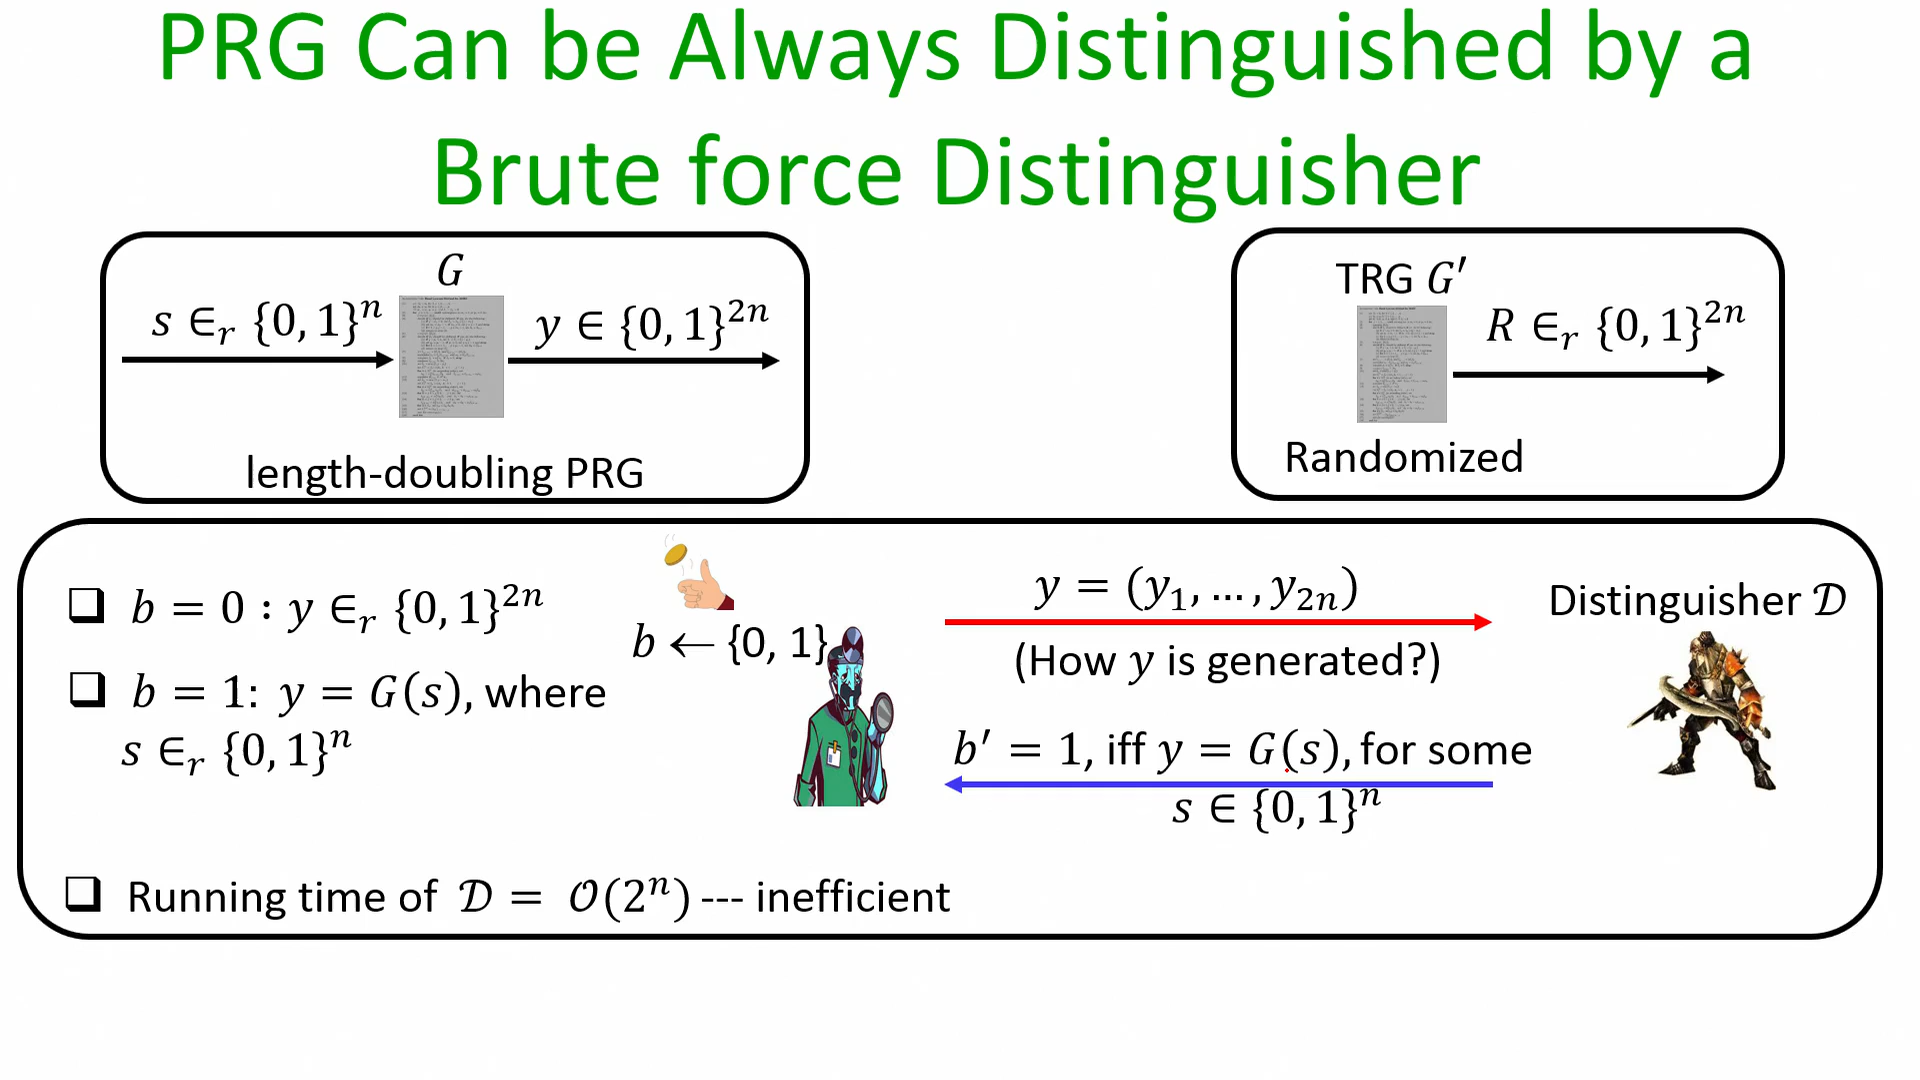 PRG Can be Always Distinguished by a
Brute force Distinguisher
G
s ∈ᵣ {0, 1}ⁿ
y ∈ {0, 1}²ⁿ
length-doubling PRG
TRG G′
R ∈ᵣ {0, 1}²ⁿ
Randomized
❑ b = 0 : y ∈ᵣ {0, 1}²ⁿ
❑ b = 1: y = G(s), where
s ∈ᵣ {0, 1}ⁿ
b ← {0, 1}
y = (y₁, … , y₂ₙ)
(How y is generated?)
Distinguisher 𝒟
b′ = 1, iff y = G(s), for some
s ∈ {0, 1}ⁿ
❑ Running time of 𝒟 = 𝒪(2ⁿ) --- inefficient